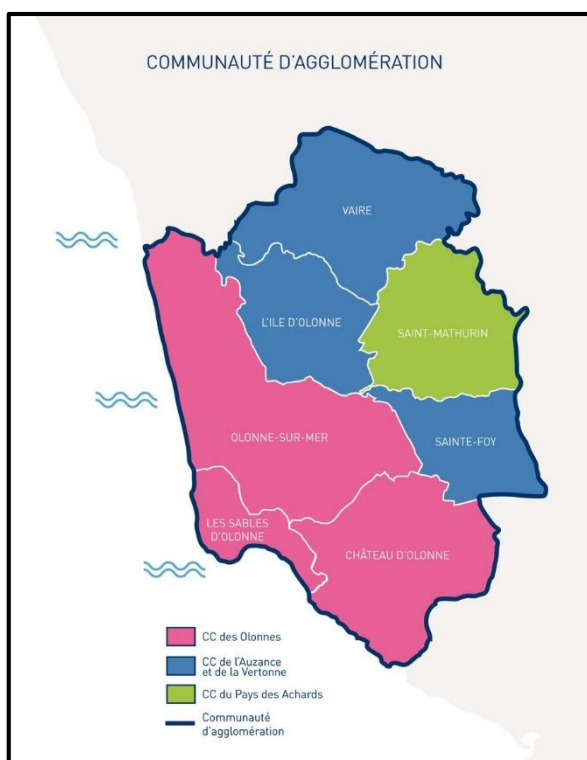 COMMUNAUTÉ D'AGGLOMÉRATION
VAIRE
L'ILE D'OLONNE
SAINT-MATHURIN
OLONNE-SUR-MER
SAINTE-FOY
LES SABLES
D'OLONNE
CHÂTEAU D'OLONNE
CC des Olonnes
CC de l'Auzance
et de la Vertonne
CC du Pays des Achards
Communauté
d'agglomération